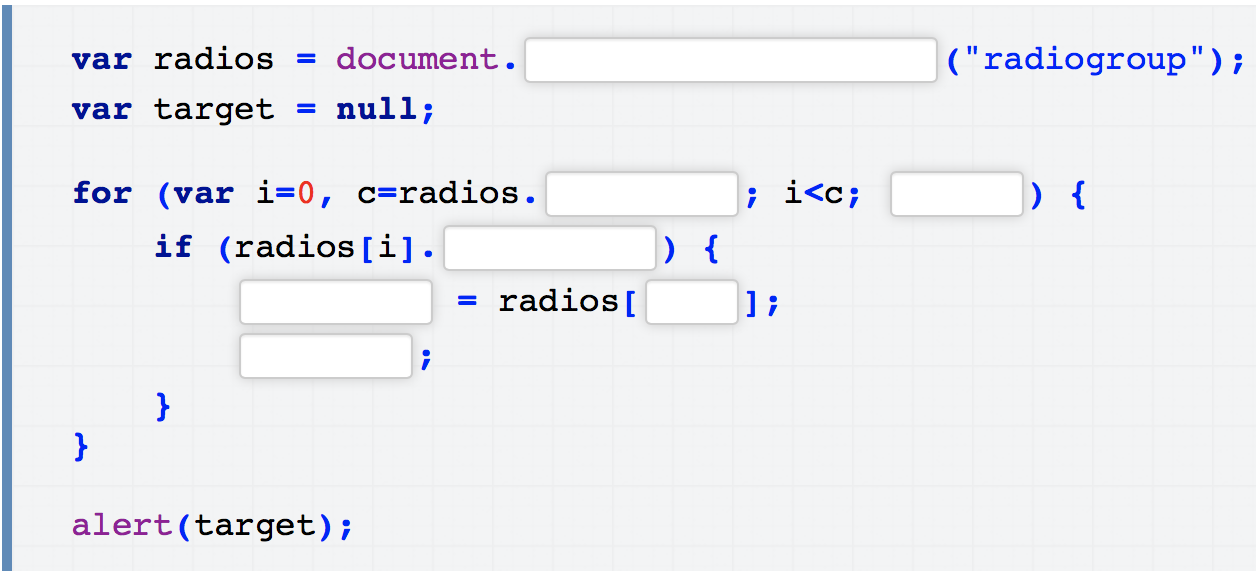 var radios = document. ("radiogroup");
var target = null;
for (var i=0, c=radios. ; i<c; ) {
if (radios[i]. ) {
= radios[ ];
;
}
}
alert(target);